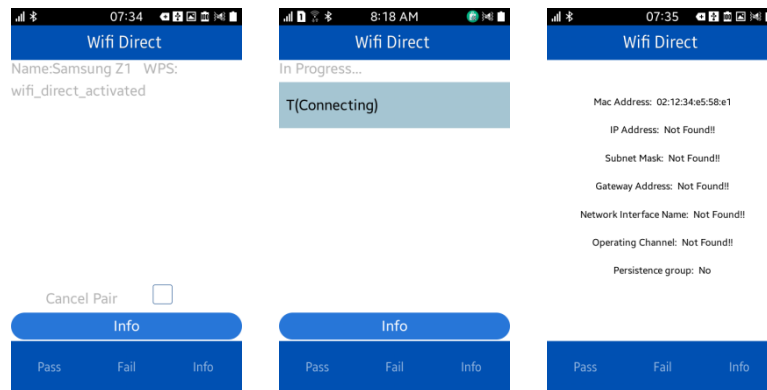 07:34
Wifi Direct
Name:Samsung Z1 WPS:
wifi_direct_activated
Cancel Pair
Info
Pass Fail Info
8:18 AM
Wifi Direct
In Progress...
T(Connecting)
Info
Pass Fail Info
07:35
Wifi Direct
Mac Address: 02:12:34:e5:58:e1
IP Address: Not Found!!
Subnet Mask: Not Found!!
Gateway Address: Not Found!!
Network Interface Name: Not Found!!
Operating Channel: Not Found!!
Persistence group: No
Pass Fail Info